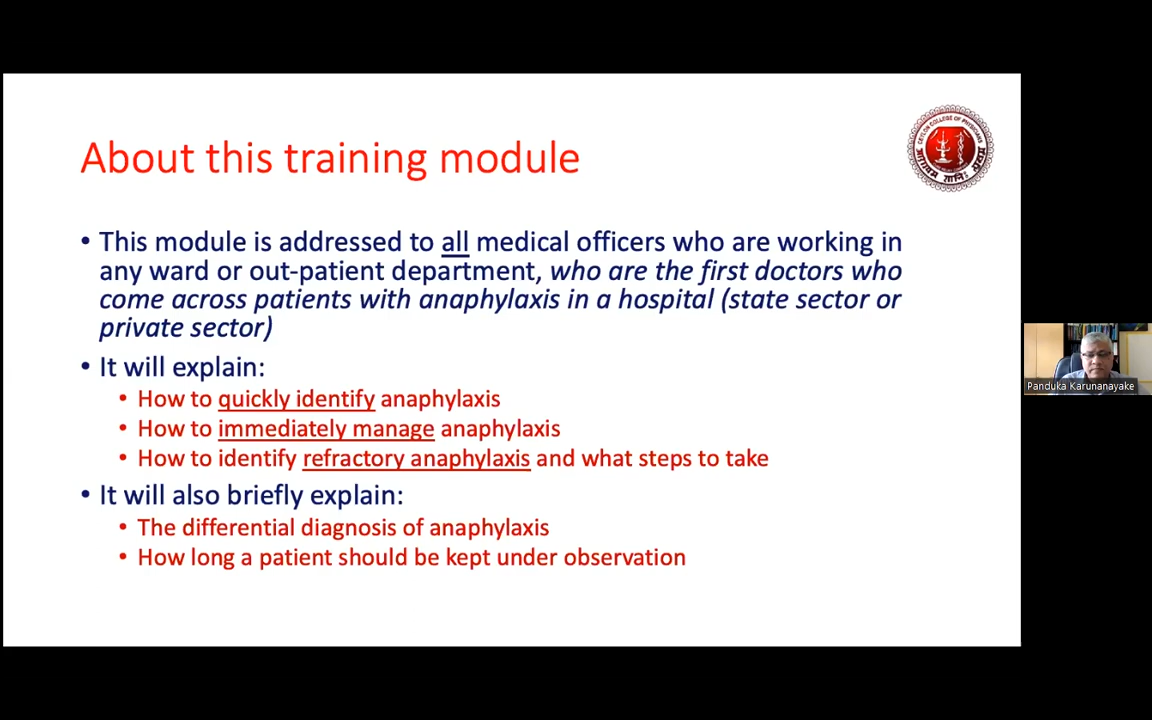 About this training module
CEYLON COLLEGE OF PHYSICIANS
• This module is addressed to all medical officers who are working in
any ward or out-patient department, who are the first doctors who
come across patients with anaphylaxis in a hospital (state sector or
private sector)
• It will explain:
• How to quickly identify anaphylaxis
• How to immediately manage anaphylaxis
• How to identify refractory anaphylaxis and what steps to take
• It will also briefly explain:
• The differential diagnosis of anaphylaxis
• How long a patient should be kept under observation
Panduka Karunanayake